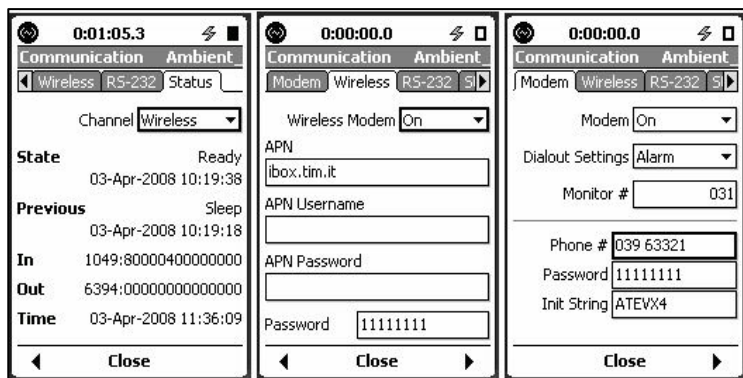 0:01:05.3
Communication Ambient
Wireless RS-232 Status
Channel Wireless
State Ready
03-Apr-2008 10:19:38
Previous Sleep
03-Apr-2008 10:19:18
In 1049:80000400000000
Out 6394:00000000000000
Time 03-Apr-2008 11:36:09
Close
0:00:00.0
Communication Ambient
Modem Wireless RS-232 S
Wireless Modem On
APN
ibox.tim.it
APN Username
APN Password
Password 11111111
Close
0:00:00.0
Communication Ambient
Modem Wireless RS-232 S
Modem On
Dialout Settings Alarm
Monitor # 031
Phone # 039 63321
Password 11111111
Init String ATEVX4
Close